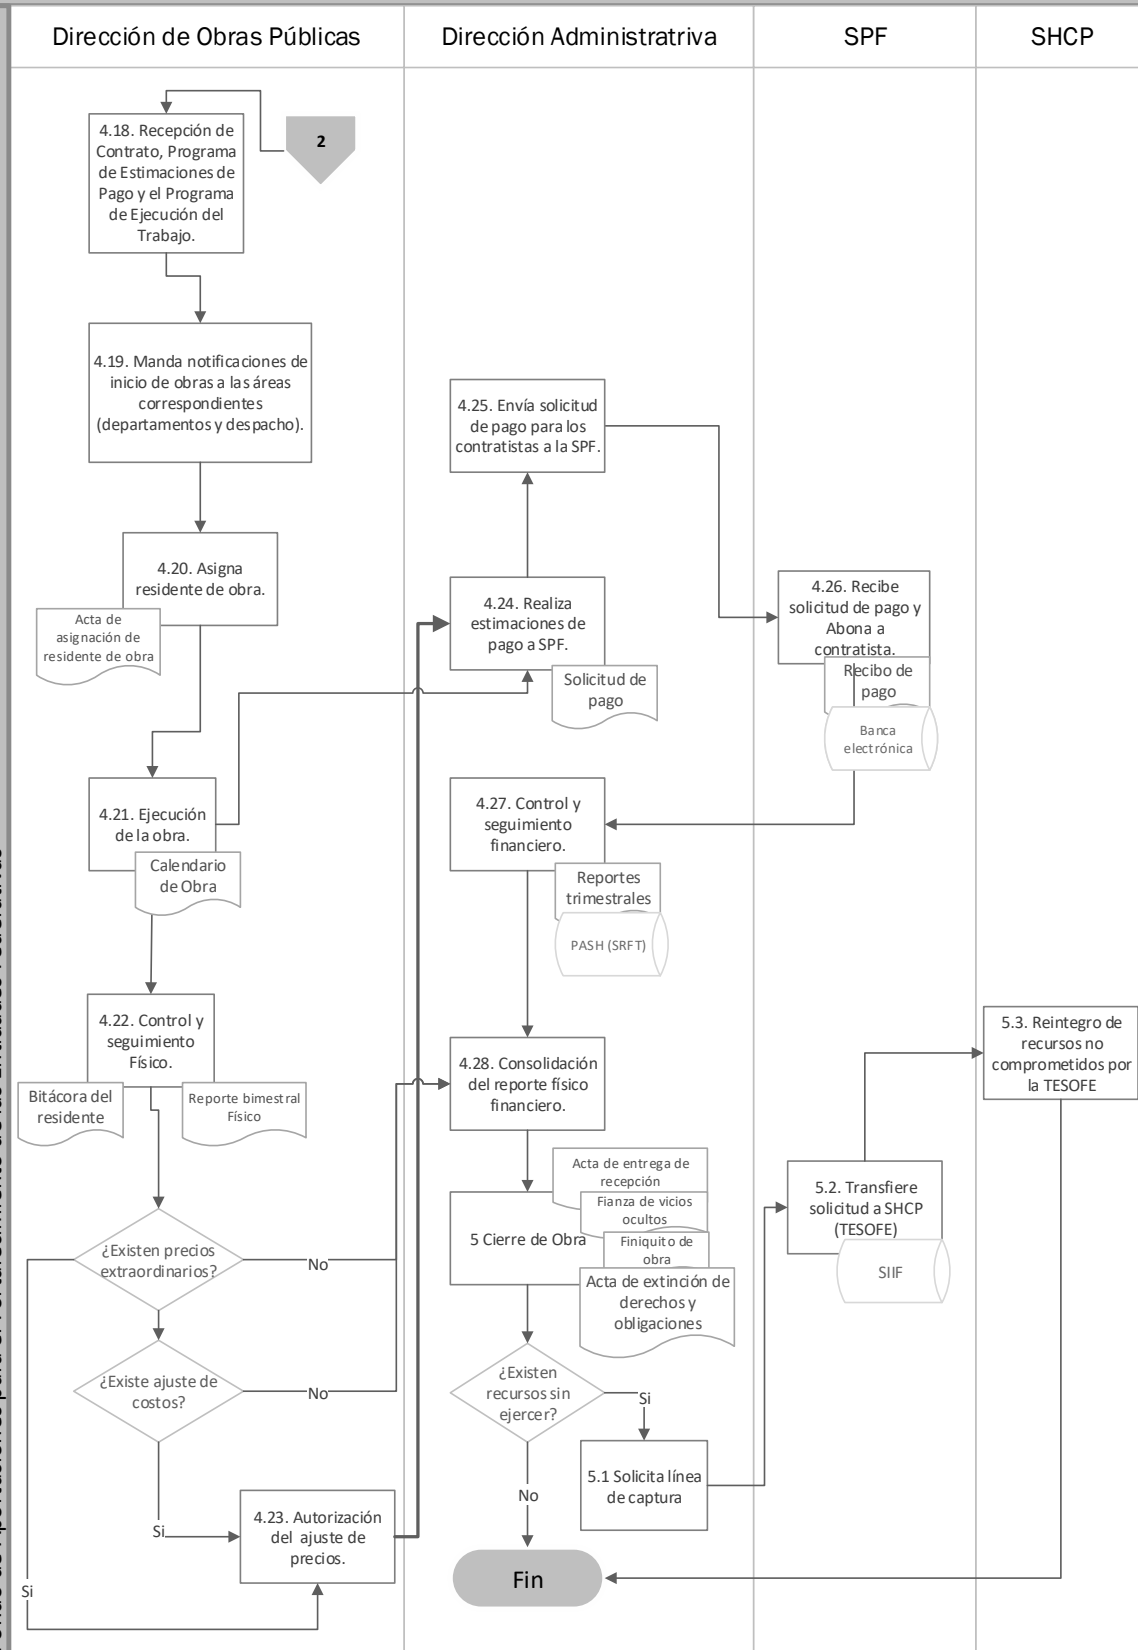 Dirección de Obras Públicas
Dirección Administratriva
SPF
SHCP
2
4.18. Recepción de
Contrato, Programa
de Estimaciones de
Pago y el Programa
de Ejecución del
Trabajo.
4.19. Manda notificaciones de
inicio de obras a las áreas
correspondientes
(departamentos y despacho).
4.20. Asigna
residente de obra.
Acta de
asignación de
residente de obra
4.21. Ejecución
de la obra.
Calendario
de Obra
4.22. Control y
seguimiento
Físico.
Bitácora del
residente
Reporte bimestral
Físico
¿Existen precios
extraordinarios?
No
¿Existe ajuste de
costos?
No
Si
4.23. Autorización
del ajuste de
precios.
Si
4.25. Envía solicitud
de pago para los
contratistas a la SPF.
4.24. Realiza
estimaciones de
pago a SPF.
Solicitud de
pago
4.27. Control y
seguimiento
financiero.
Reportes
trimestrales
PASH (SRFT)
4.28. Consolidación
del reporte físico
financiero.
Acta de entrega de
recepción
Fianza de vicios
ocultos
5 Cierre de Obra
Finiquito de
obra
Acta de extinción de
derechos y
obligaciones
¿Existen
recursos sin
ejercer?
Si
No
5.1 Solicita línea
de captura
Fin
4.26. Recibe
solicitud de pago y
Abona a
contratista.
Recibo de
pago
Banca
electrónica
5.2. Transfiere
solicitud a SHCP
(TESOFE)
SIIF
5.3. Reintegro de
recursos no
comprometidos por
la TESOFE